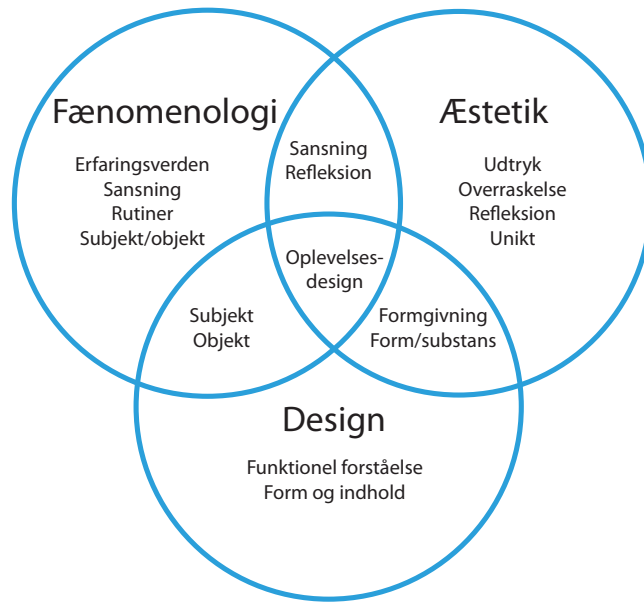 Fænomenologi
Erfaringsverden
Sansning
Rutiner
Subjekt/objekt
Sansning
Refleksion
Æstetik
Udtryk
Overraskelse
Refleksion
Unikt
Oplevelses-
design
Subjekt
Objekt
Formgivning
Form/substans
Design
Funktionel forståelse
Form og indhold